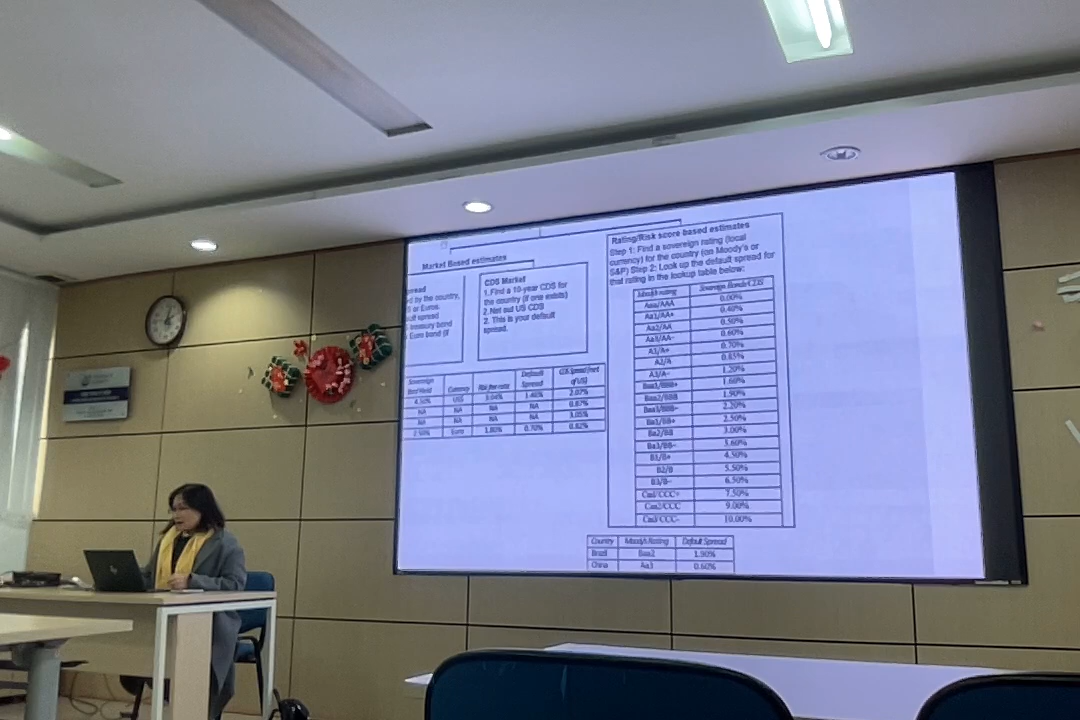 Market Based estimates
CDS Market
1. Find a 10-year CDS for
the country (if one exists)
2. Net out US CDS
2. This is your default
spread.
by the country,
or Euros.
spread
bond
Euro bond (if
Sovereign Currency Risk free rate Default Spread CDS Spread (net of US)
4.50% US$ 3.04% 1.46% 2.07%
NA NA NA NA 0.87%
NA NA NA NA 3.05%
2.50% Euro 1.80% 0.70% 0.82%
Rating/Risk score based estimates
Step 1: Find a sovereign rating (local
currency) for the country (on Moody's or
S&P) Step 2: Look up the default spread for
that rating in the lookup table below:
Moody's rating Sovereign Bonds/CDS
Aaa/AAA 0.00%
Aa1/AA+ 0.40%
Aa2/AA 0.50%
Aa3/AA- 0.60%
A1/A+ 0.70%
A2/A 0.85%
A3/A- 1.20%
Baa1/BBB+ 1.60%
Baa2/BBB 1.90%
Baa3/BBB- 2.20%
Ba1/BB+ 2.50%
Ba2/BB 3.00%
Ba3/BB- 3.60%
B1/B+ 4.50%
B2/B 5.50%
B3/B- 6.50%
Caa1/CCC+ 7.50%
Caa2/CCC 9.00%
Caa3/CCC- 10.00%
Country Moody's Rating Default Spread
Brazil Baa2 1.90%
China Aa3 0.60%